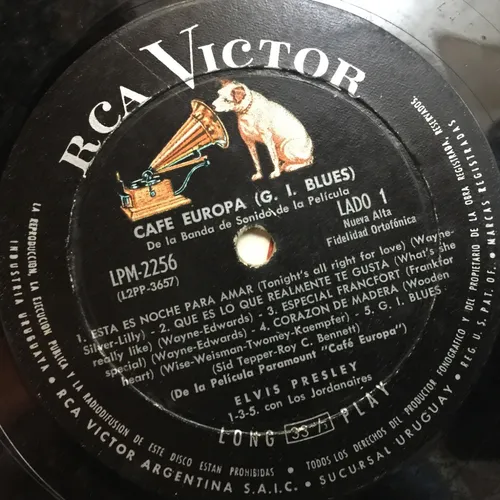 RCA VICTOR
CAFE EUROPA (G. I. BLUES)
De la Banda de Sonido de la Película
LPM-2256
(L2PP-3657)
LADO 1
Nueva Alta
Fidelidad Ortofónica
1. ESTA ES NOCHE PARA AMAR (Tonight's all right for love) (Wayne-
Silver-Lilly) - 2. QUE ES LO QUE REALMENTE TE GUSTA (What's she
really like) (Wayne-Edwards) - 3. ESPECIAL FRANCFORT (Frankfor
special) (Wayne-Edwards) - 4. CORAZON DE MADERA (Wooden
heart) (Wise-Weisman-Twomey-Kaempfer) - 5. G. I. BLUES
(Sid Tepper-Roy C. Bennett)
(De la Película Paramount "Café Europa")
ELVIS PRESLEY
1-3-5. con Los Jordanaires
LONG 33⅓ PLAY
INDUSTRIA URUGUAYA
LA REPRODUCCION, LA EJECUCION PUBLICA Y LA RADIODIFUSION DE ESTE DISCO ESTAN PROHIBIDAS • TODOS LOS DERECHOS DEL PRODUCTOR FONOGRAFICO Y DEL PROPIETARIO DE LA OBRA REGISTRADA, RESERVADOS.
RCA VICTOR ARGENTINA S.A.I.C. • SUCURSAL URUGUAY • REG. U. S. PAT. OF. • MARCAS REGISTRADAS